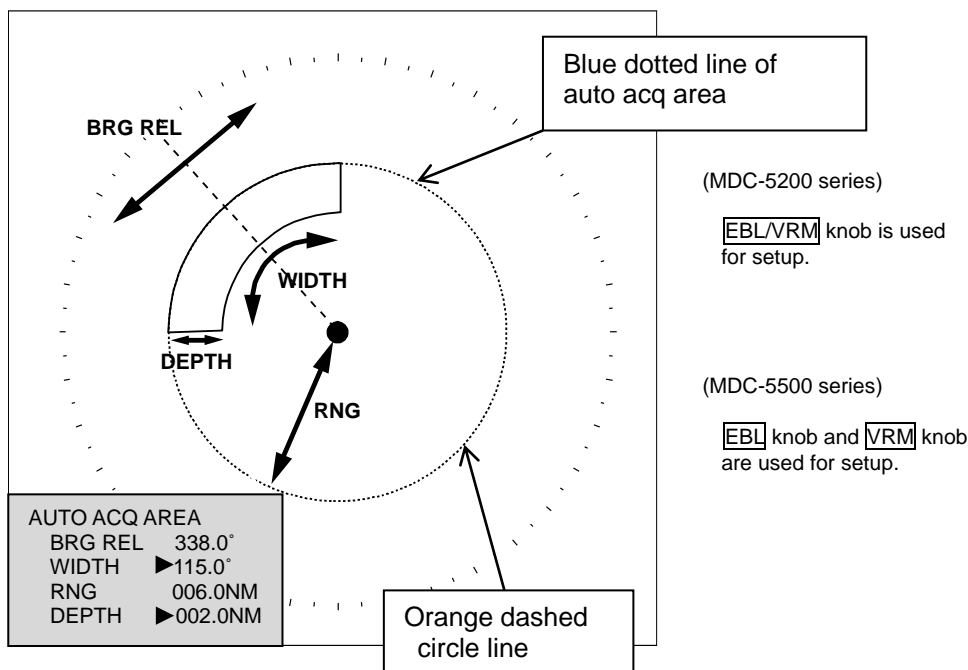 Blue dotted line of
auto acq area
BRG REL
(MDC-5200 series)
EBL/VRM knob is used
for setup.
WIDTH
DEPTH
(MDC-5500 series)
RNG
EBL knob and VRM knob
are used for setup.
AUTO ACQ AREA
BRG REL 338.0°
WIDTH ▶115.0°
RNG 006.0NM
DEPTH ▶002.0NM
Orange dashed
circle line